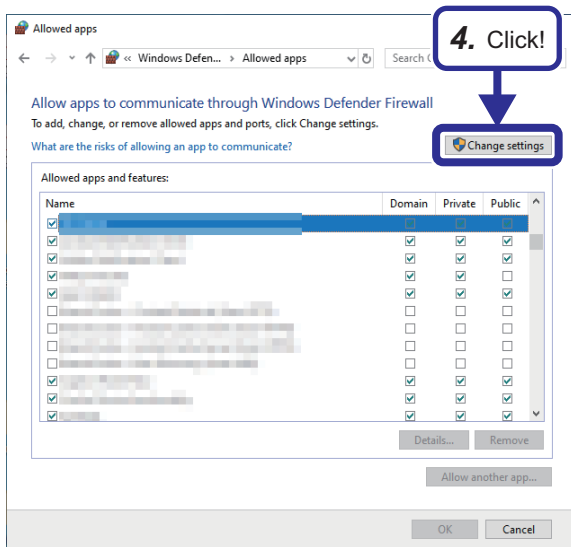 Allowed apps
4. Click!
« Windows Defen... › Allowed apps
Search
Allow apps to communicate through Windows Defender Firewall
To add, change, or remove allowed apps and ports, click Change settings.
What are the risks of allowing an app to communicate?
Change settings
Allowed apps and features:
Name Domain Private Public
Details... Remove
Allow another app...
OK Cancel